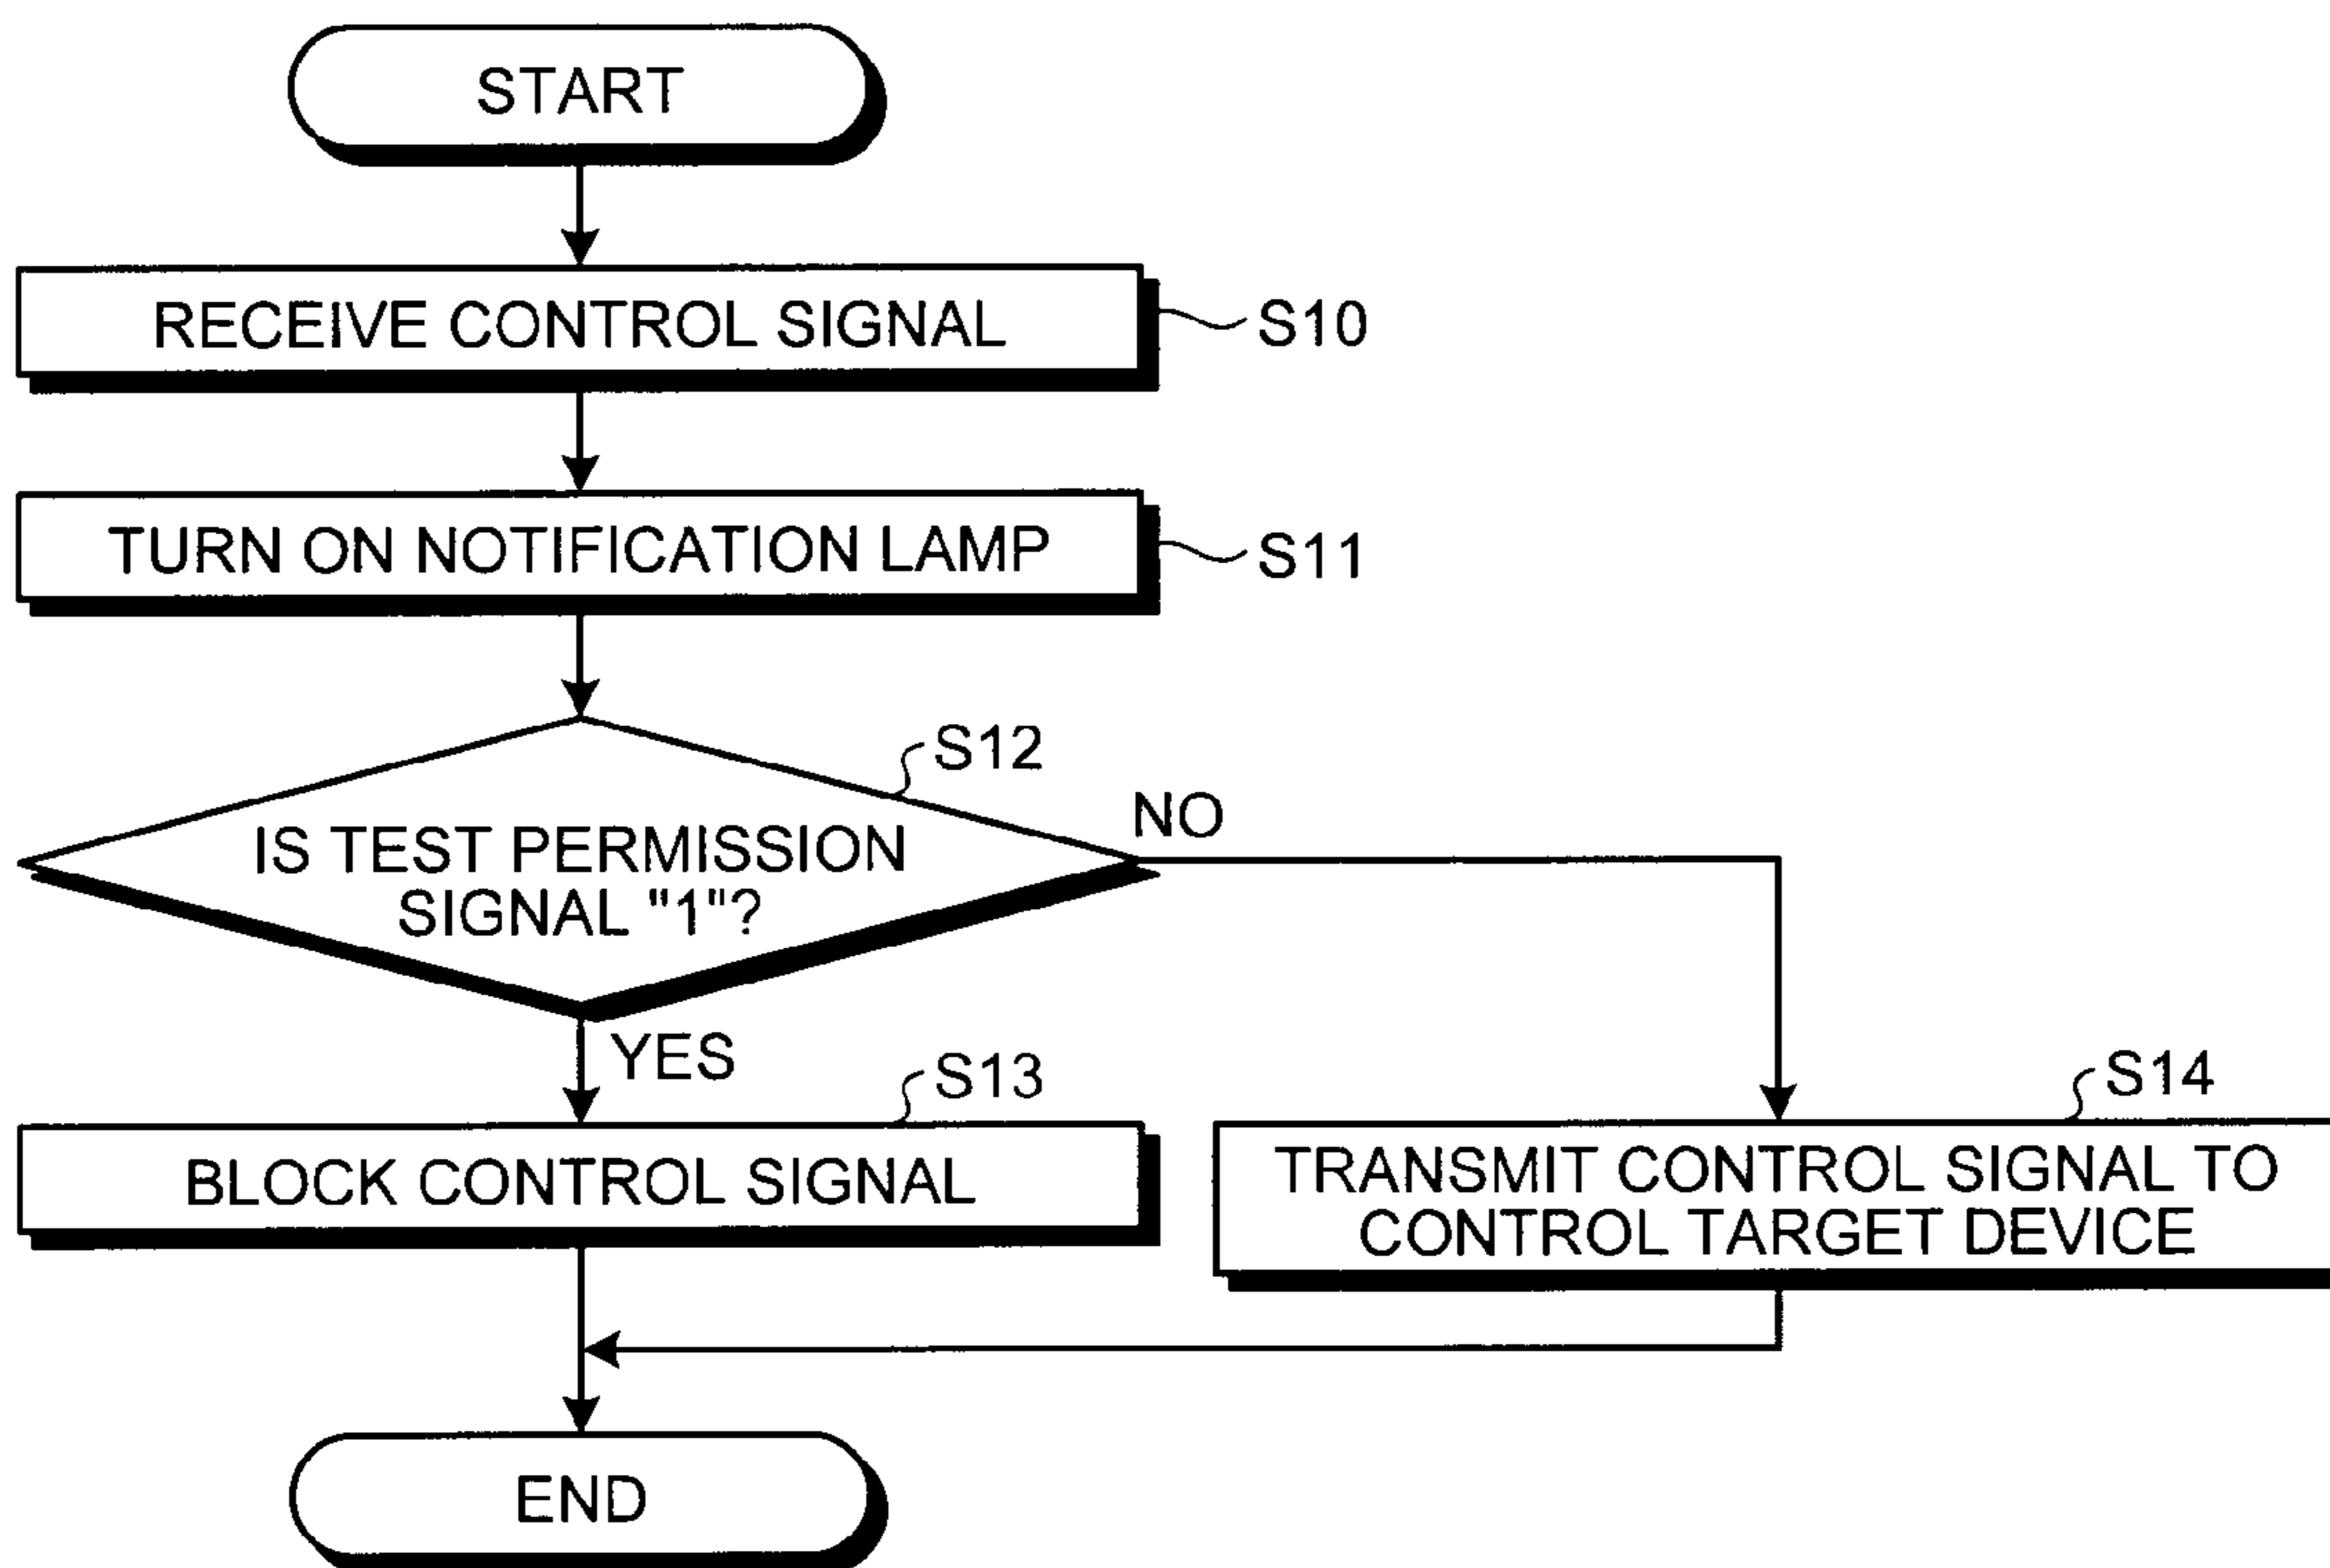 START
RECEIVE CONTROL SIGNAL
S10
TURN ON NOTIFICATION LAMP
S11
S12
IS TEST PERMISSION
SIGNAL "1"?
NO
YES
S13
BLOCK CONTROL SIGNAL
S14
TRANSMIT CONTROL SIGNAL TO
CONTROL TARGET DEVICE
END